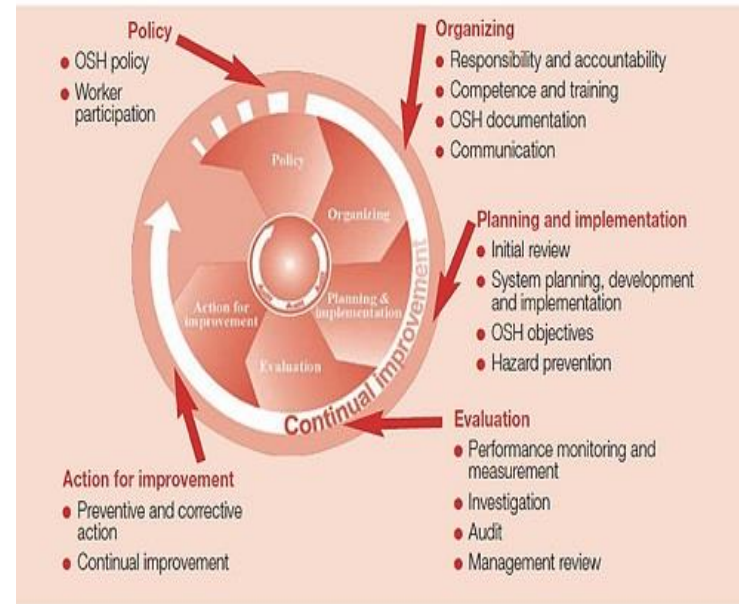 Policy
• OSH policy
• Worker
participation
Organizing
• Responsibility and accountability
• Competence and training
• OSH documentation
• Communication
Planning and implementation
• Initial review
• System planning, development
and implementation
• OSH objectives
• Hazard prevention
Evaluation
• Performance monitoring and
measurement
• Investigation
• Audit
• Management review
Action for improvement
• Preventive and corrective
action
• Continual improvement
Policy
Organizing
Planning &
implementation
Evaluation
Action for
improvement
Continual improvement